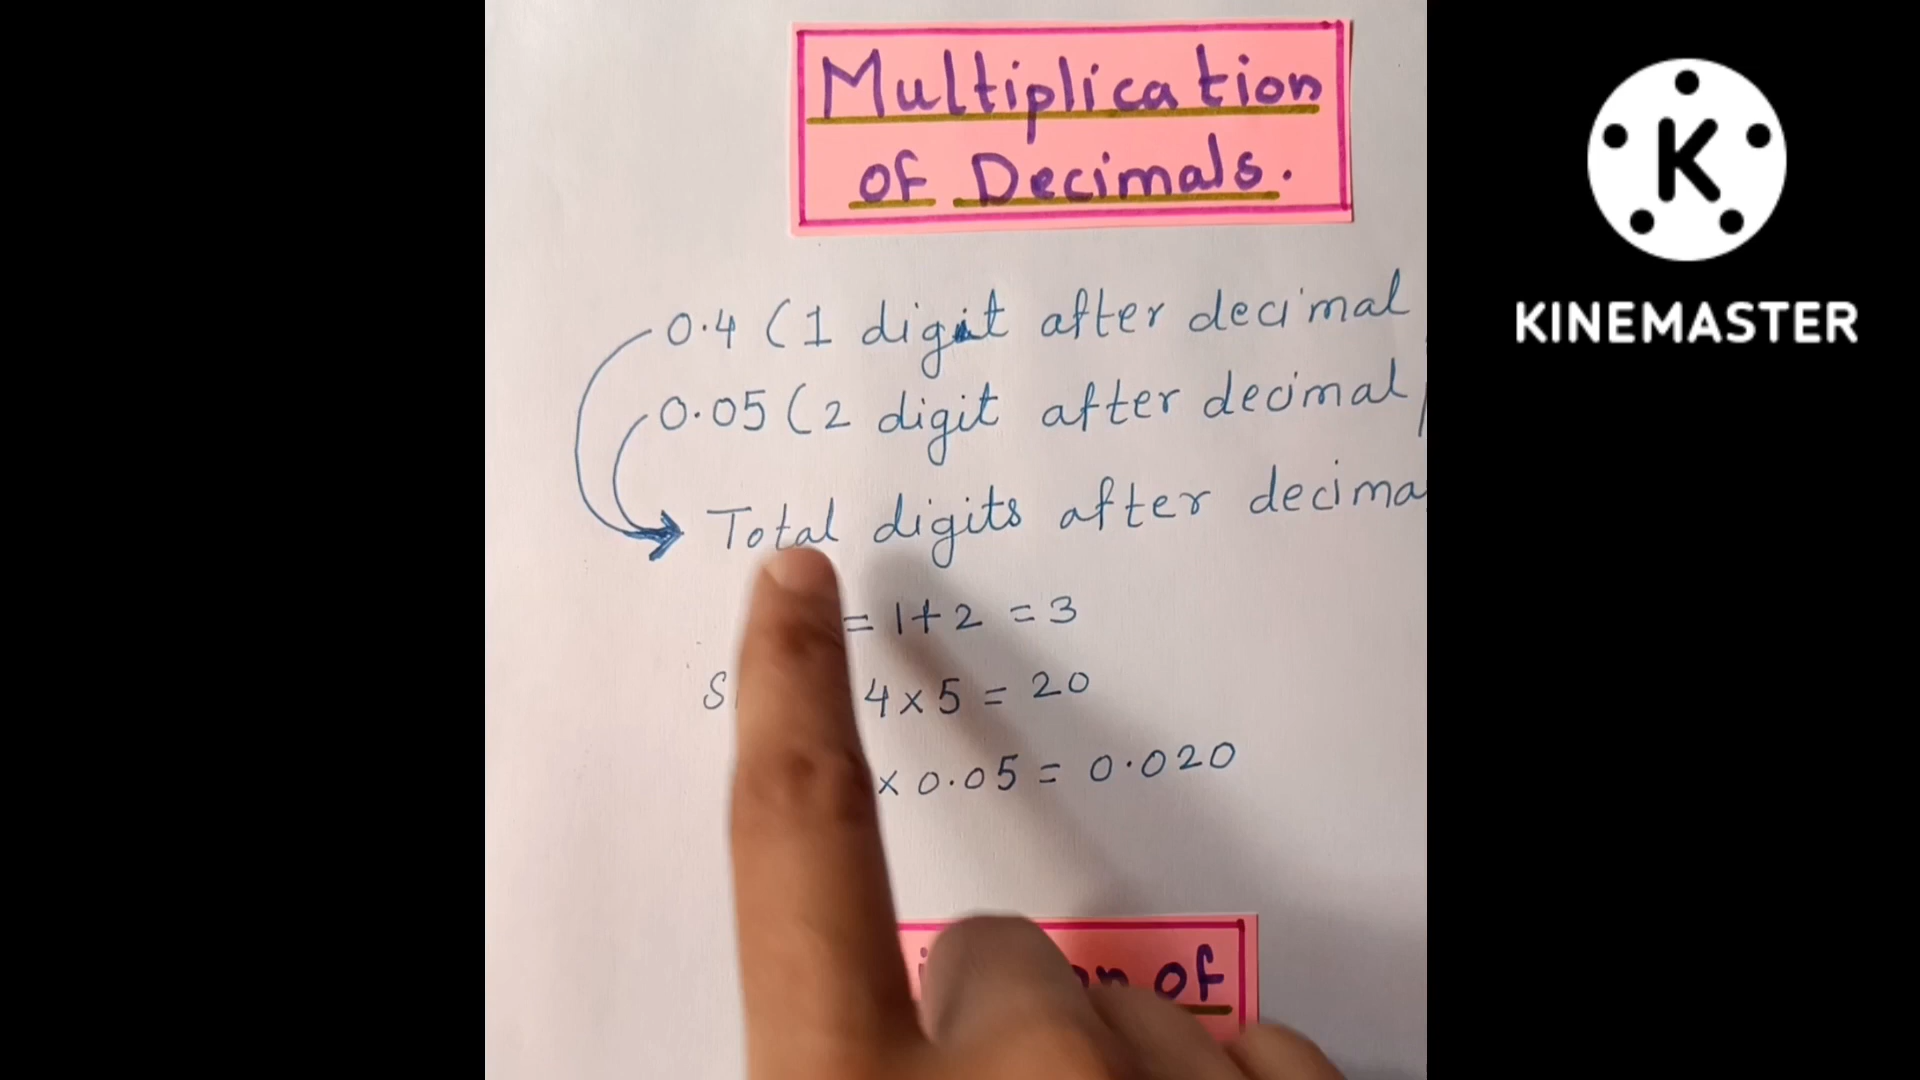 Multiplication
of Decimals.
0.4 (1 digit after decimal
0.05 (2 digit after decimal
Total digits after decima
= 1+2 = 3
4 × 5 = 20
× 0.05 = 0.020
of
K
KINEMASTER